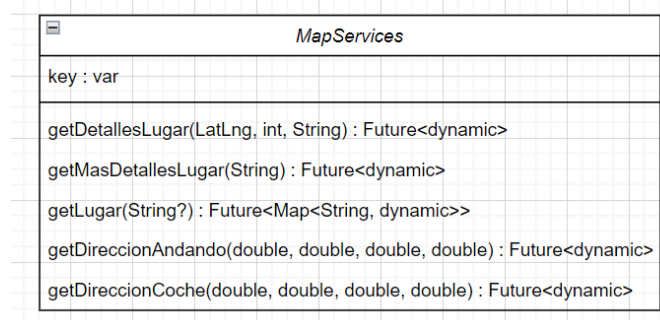 MapServices
key : var
getDetallesLugar(LatLng, int, String) : Future<dynamic>
getMasDetallesLugar(String) : Future<dynamic>
getLugar(String?) : Future<Map<String, dynamic>>
getDireccionAndando(double, double, double, double) : Future<dynamic>
getDireccionCoche(double, double, double, double) : Future<dynamic>